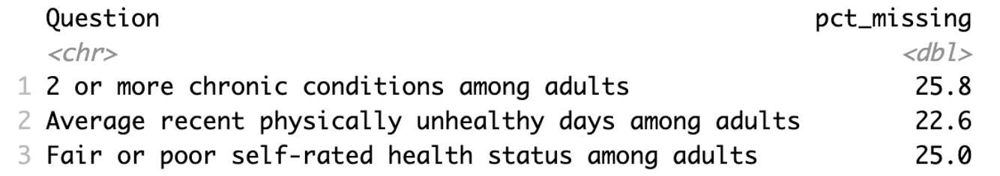 Question pct_missing
<chr> <dbl>
1 2 or more chronic conditions among adults 25.8
2 Average recent physically unhealthy days among adults 22.6
3 Fair or poor self-rated health status among adults 25.0